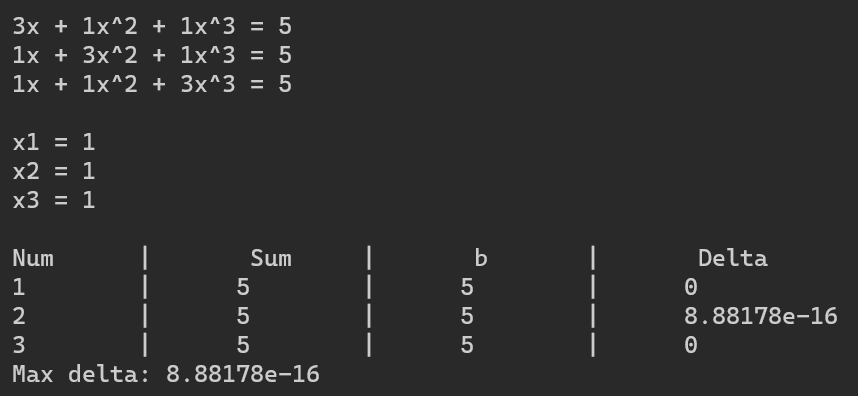 3x + 1x^2 + 1x^3 = 5
1x + 3x^2 + 1x^3 = 5
1x + 1x^2 + 3x^3 = 5
x1 = 1
x2 = 1
x3 = 1
Num | Sum | b | Delta
1 | 5 | 5 | 0
2 | 5 | 5 | 8.88178e-16
3 | 5 | 5 | 0
Max delta: 8.88178e-16